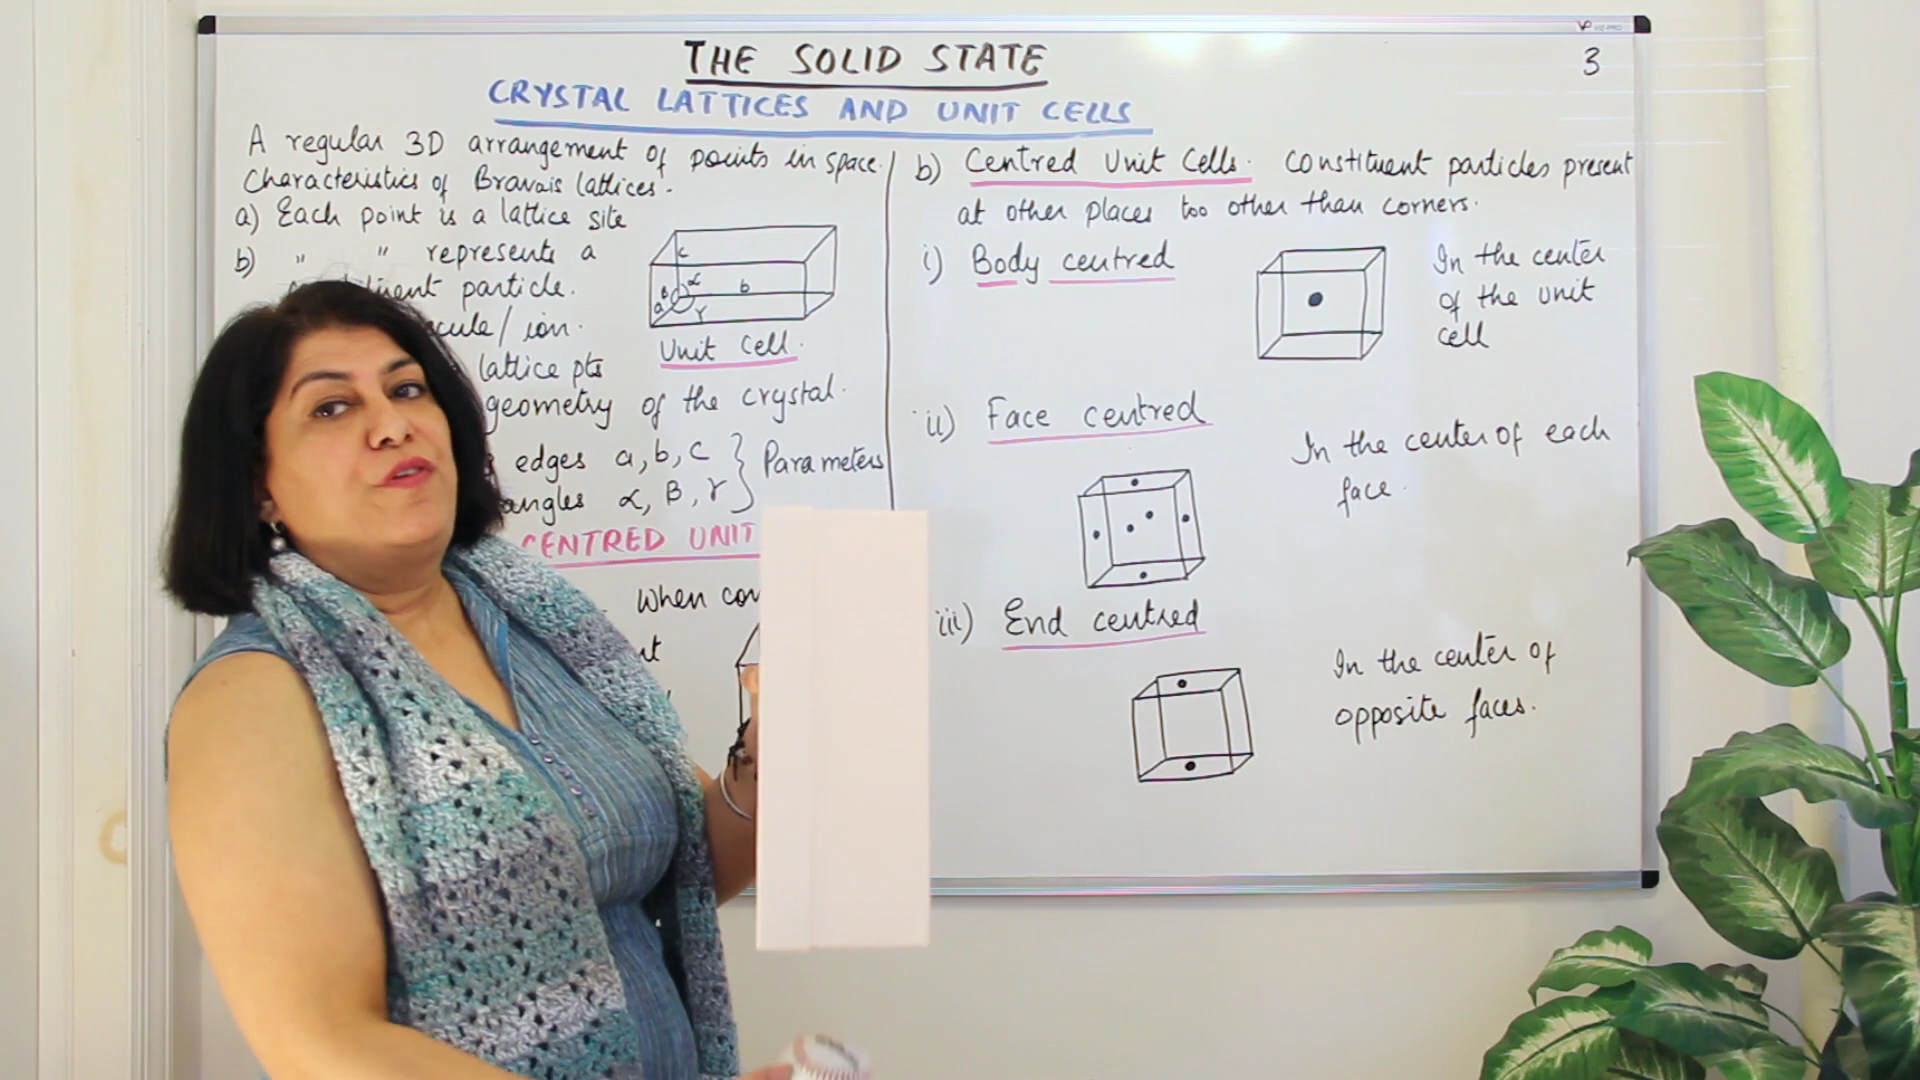 THE SOLID STATE
3
CRYSTAL LATTICES AND UNIT CELLS
A regular 3D arrangement of points in space.
Characteristics of Bravais lattices.
a) Each point is a lattice site
b) " " represents a
particle.
/ ion.
lattice pts
geometry of the crystal.
edges a, b, c } Parameters
angles α, β, γ
c
α
β
a
b
γ
Unit cell.
CENTRED UNIT
When
b) Centred Unit Cells. Constituent particles present
at other places too other than corners.
i) Body centred
In the center
of the unit
cell
ii) Face centred
In the center of each
face.
iii) End centred
In the center of
opposite faces.